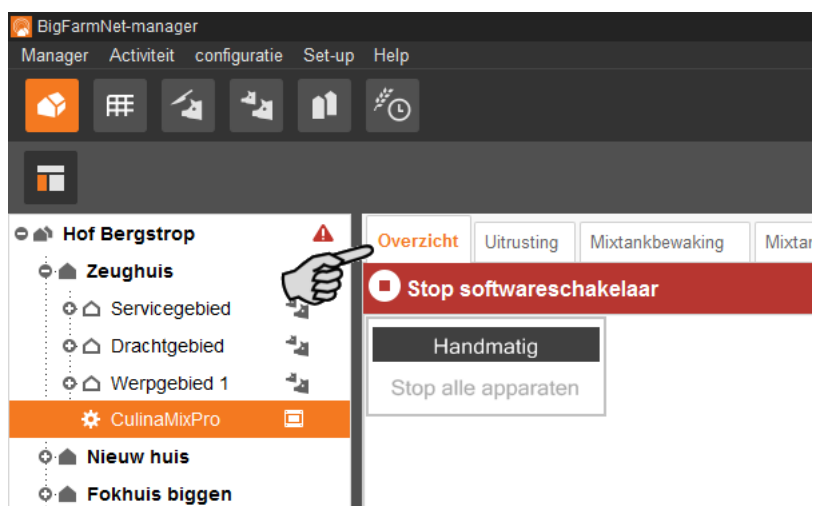 BigFarmNet-manager
Manager Activiteit configuratie Set-up Help
Hof Bergstrop
Zeughuis
Servicegebied
Drachtgebied
Werpgebied 1
CulinaMixPro
Nieuw huis
Fokhuis biggen
Overzicht Uitrusting Mixtankbewaking Mixtan
Stop softwareschakelaar
Handmatig
Stop alle apparaten